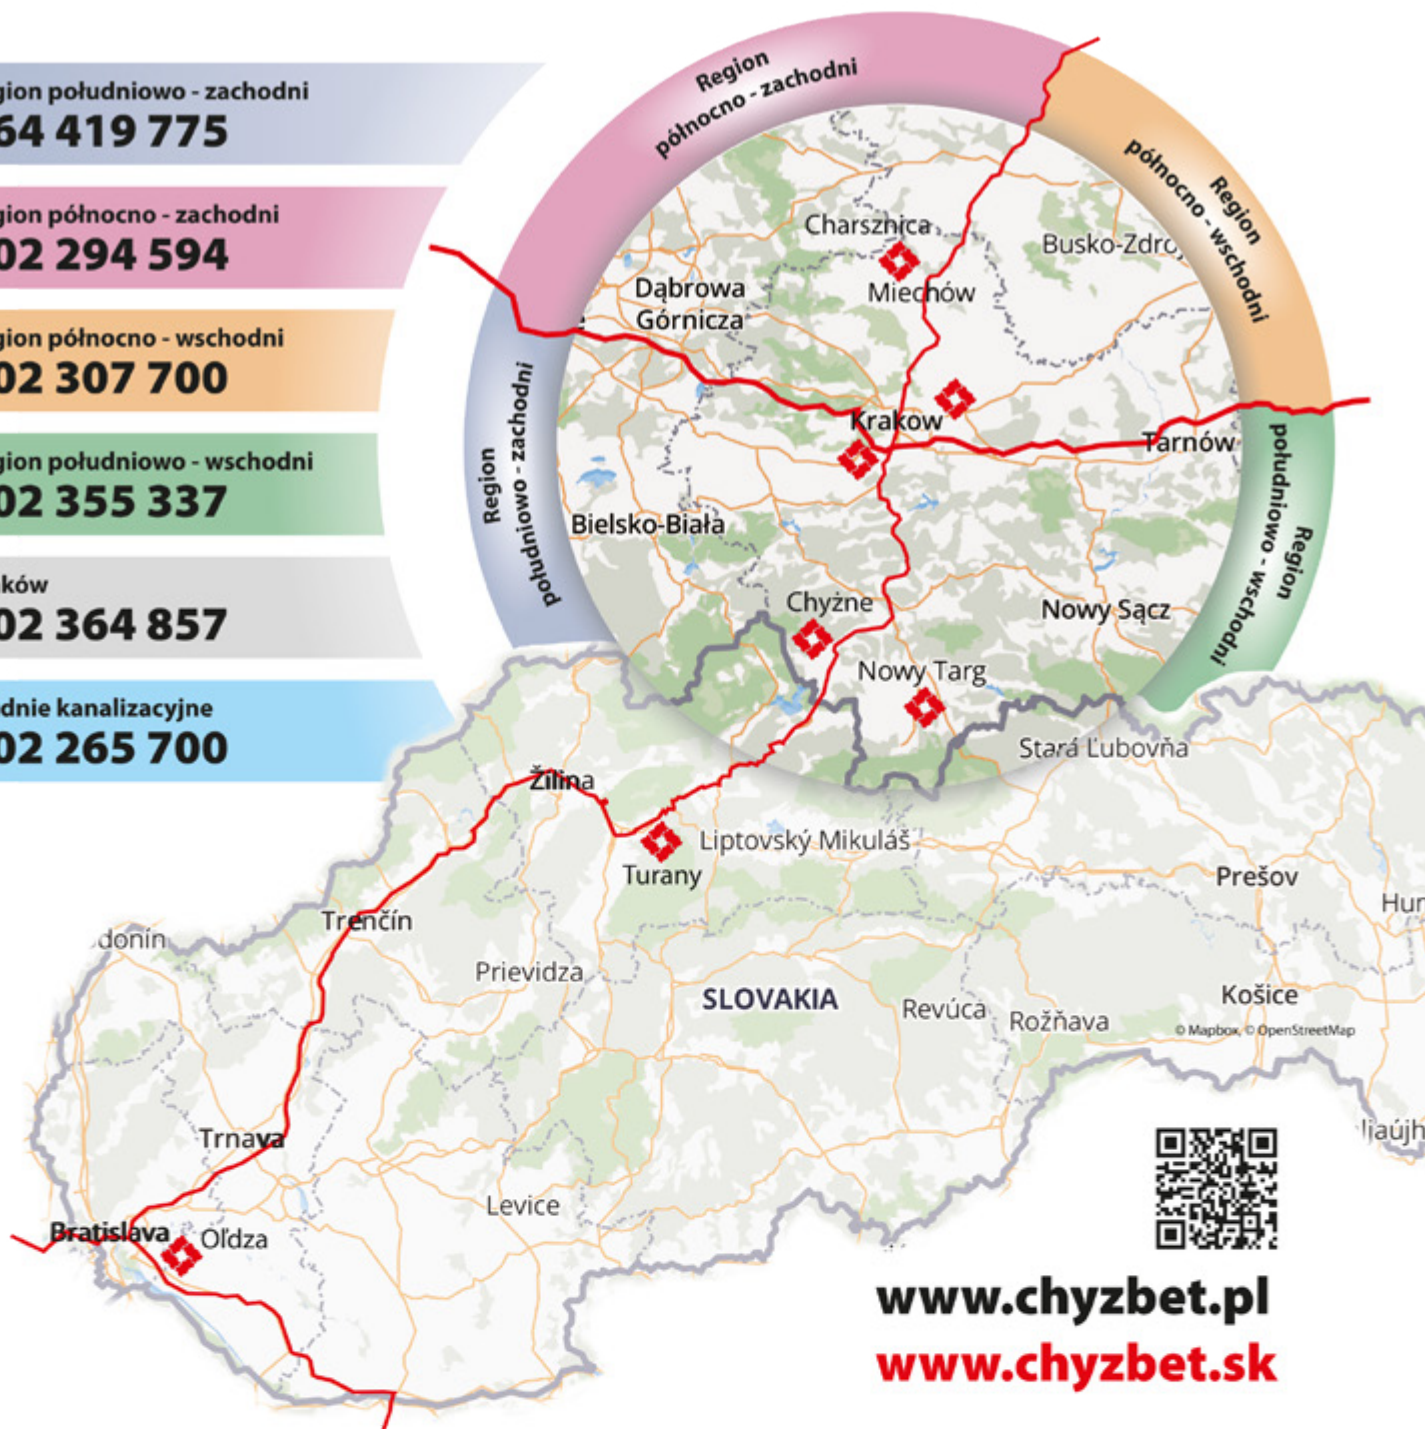 gion południowo - zachodni
64 419 775
gion północno - zachodni
02 294 594
gion północno - wschodni
02 307 700
gion południowo - wschodni
02 355 337
ków
02 364 857
dnie kanalizacyjne
02 265 700
Region
północno - zachodni
Region
północno - wschodni
Region
południowo - zachodni
Region
południowo - wschodni
Charsznica
Busko-Zdro
Miechów
Dąbrowa
Górnicza
e
Krakow
Tarnów
Bielsko-Biała
Chyżne
Nowy Sącz
Nowy Targ
Stará Ľubovňa
Žilina
Liptovský Mikuláš
Turany
Prešov
Hur
Trenčín
donín
Prievidza
SLOVAKIA
Revúca
Rožňava
Košice
© Mapbox, © OpenStreetMap
Trnava
Levice
Bratislava
Oľdza
www.chyzbet.pl
www.chyzbet.sk